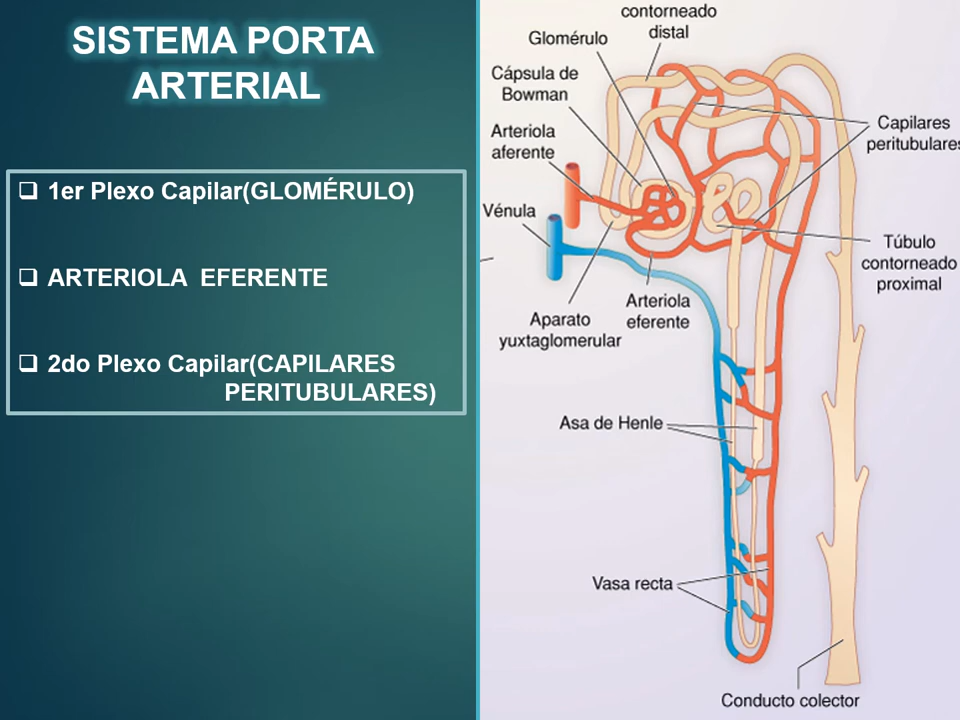 SISTEMA PORTA
ARTERIAL
1er Plexo Capilar(GLOMÉRULO)
ARTERIOLA EFERENTE
2do Plexo Capilar(CAPILARES
PERITUBULARES)
contorneado
distal
Glomérulo
Cápsula de
Bowman
Arteriola
aferente
Vénula
Capilares
peritubulares
Túbulo
contorneado
proximal
Arteriola
eferente
Aparato
yuxtaglomerular
Asa de Henle
Vasa recta
Conducto colector